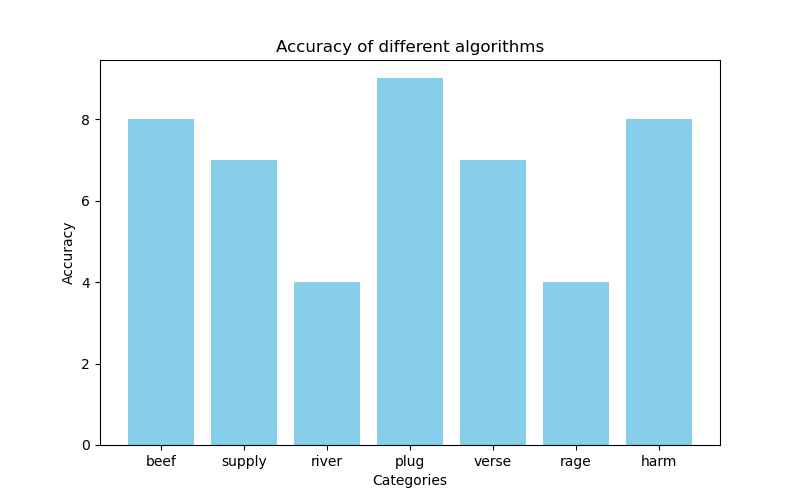 Accuracy of different algorithms
Accuracy
8
6
4
2
0
beef supply river plug verse rage harm
Categories